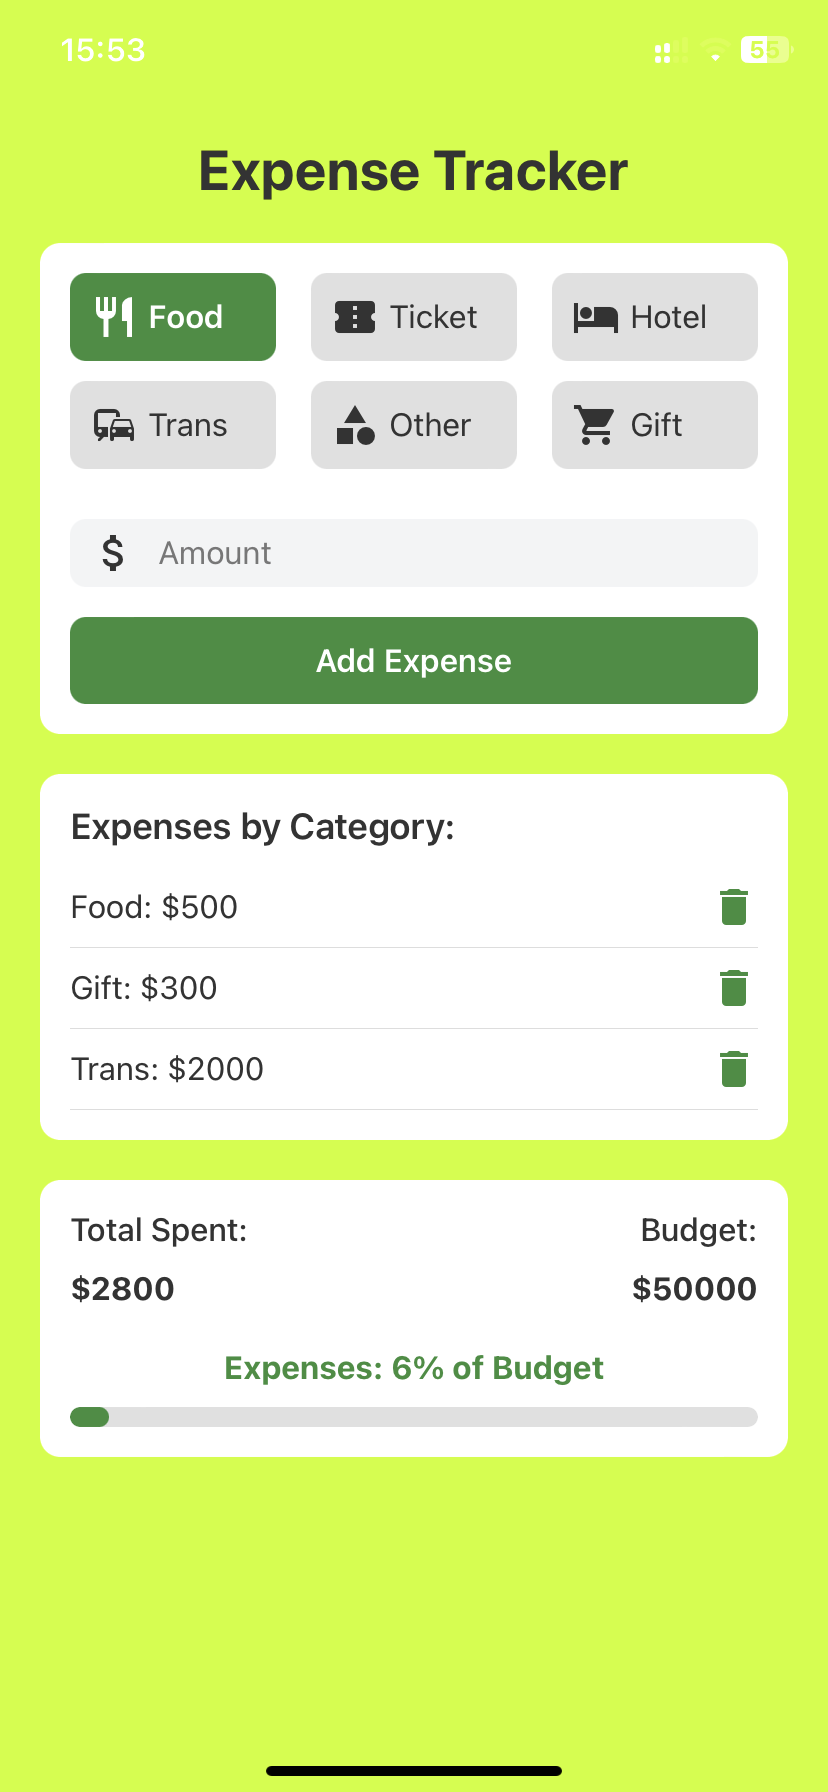 15:53
55
Expense Tracker
Food
Ticket
Hotel
Trans
Other
Gift
$ Amount
Add Expense
Expenses by Category:
Food: $500
Gift: $300
Trans: $2000
Total Spent:
Budget:
$2800
$50000
Expenses: 6% of Budget